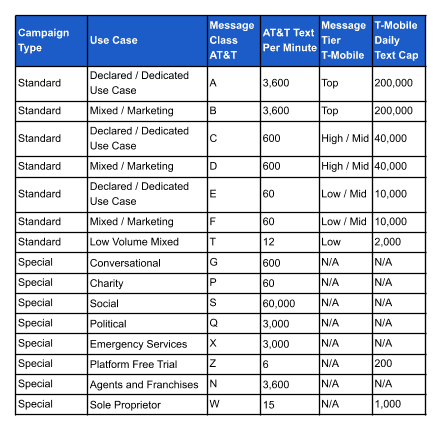 Campaign Type | Use Case | Message Class AT&T | AT&T Text Per Minute | Message Tier T-Mobile | T-Mobile Daily Text Cap
Standard | Declared / Dedicated Use Case | A | 3,600 | Top | 200,000
Standard | Mixed / Marketing | B | 3,600 | Top | 200,000
Standard | Declared / Dedicated Use Case | C | 600 | High / Mid | 40,000
Standard | Mixed / Marketing | D | 600 | High / Mid | 40,000
Standard | Declared / Dedicated Use Case | E | 60 | Low / Mid | 10,000
Standard | Mixed / Marketing | F | 60 | Low / Mid | 10,000
Standard | Low Volume Mixed | T | 12 | Low | 2,000
Special | Conversational | G | 600 | N/A | N/A
Special | Charity | P | 60 | N/A | N/A
Special | Social | S | 60,000 | N/A | N/A
Special | Political | Q | 3,000 | N/A | N/A
Special | Emergency Services | X | 3,000 | N/A | N/A
Special | Platform Free Trial | Z | 6 | N/A | 200
Special | Agents and Franchises | N | 3,600 | N/A | N/A
Special | Sole Proprietor | W | 15 | N/A | 1,000